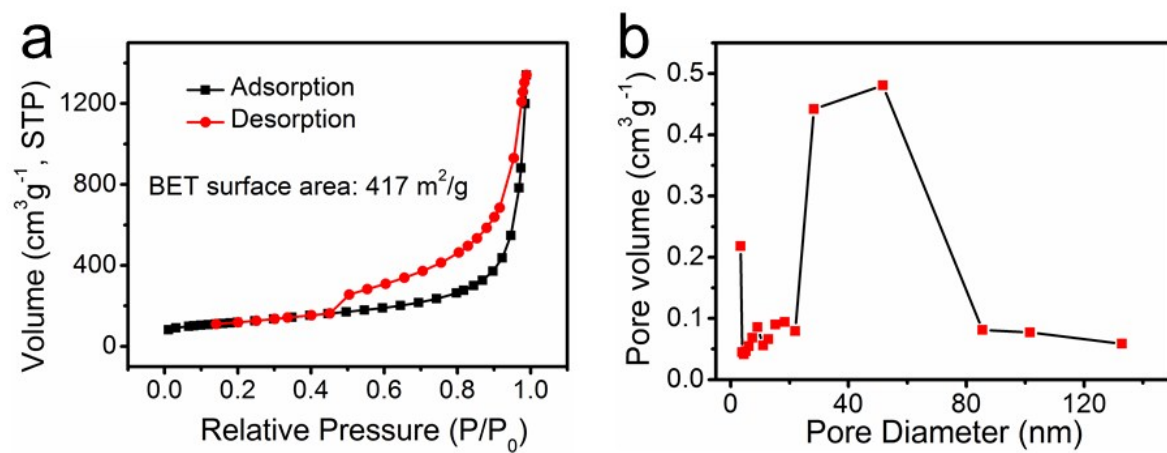 a
Volume (cm³g⁻¹, STP)
1200
800
400
0
Adsorption
Desorption
BET surface area: 417 m²/g
0.0 0.2 0.4 0.6 0.8 1.0
Relative Pressure (P/P₀)
b
Pore volume (cm³g⁻¹)
0.5
0.4
0.3
0.2
0.1
0.0
0 40 80 120
Pore Diameter (nm)